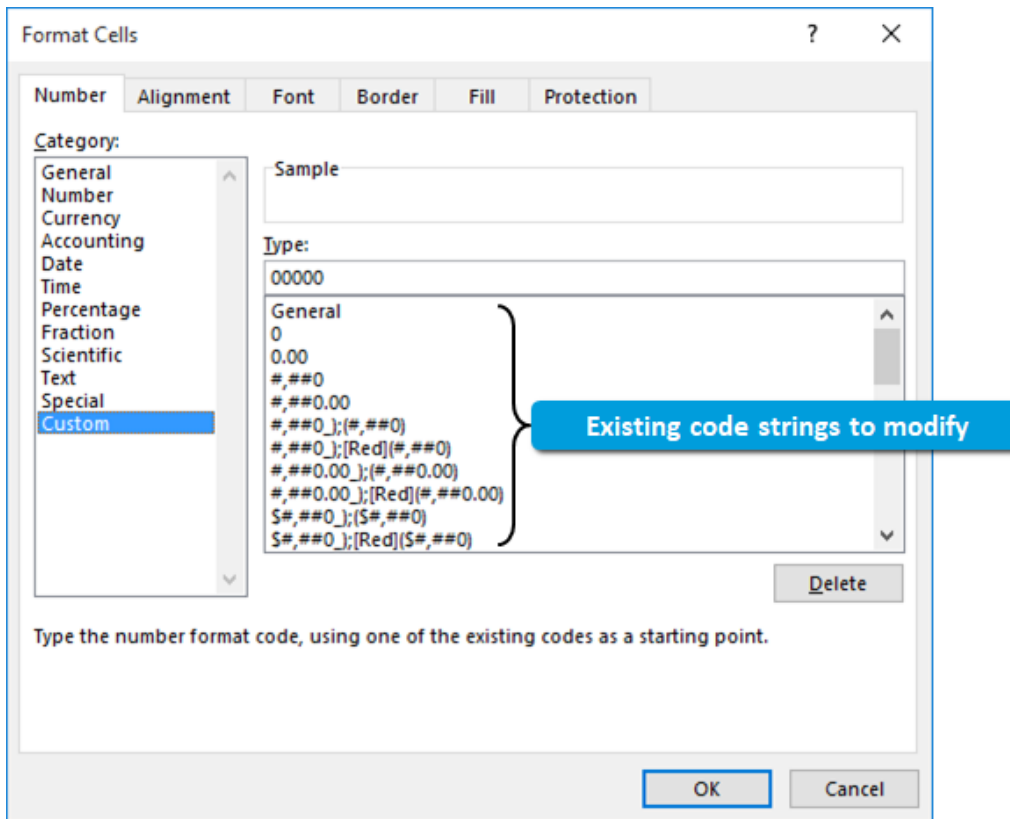 Format Cells
?
Number
Alignment
Font
Border
Fill
Protection
Category:
General
Number
Currency
Accounting
Date
Time
Percentage
Fraction
Scientific
Text
Special
Custom
Sample
Type:
00000
General
0
0.00
#,##0
#,##0.00
#,##0_);(#,##0)
#,##0_);[Red](#,##0)
#,##0.00_);(#,##0.00)
#,##0.00_);[Red](#,##0.00)
$#,##0_);($#,##0)
$#,##0_);[Red]($#,##0)
Existing code strings to modify
Delete
Type the number format code, using one of the existing codes as a starting point.
OK
Cancel